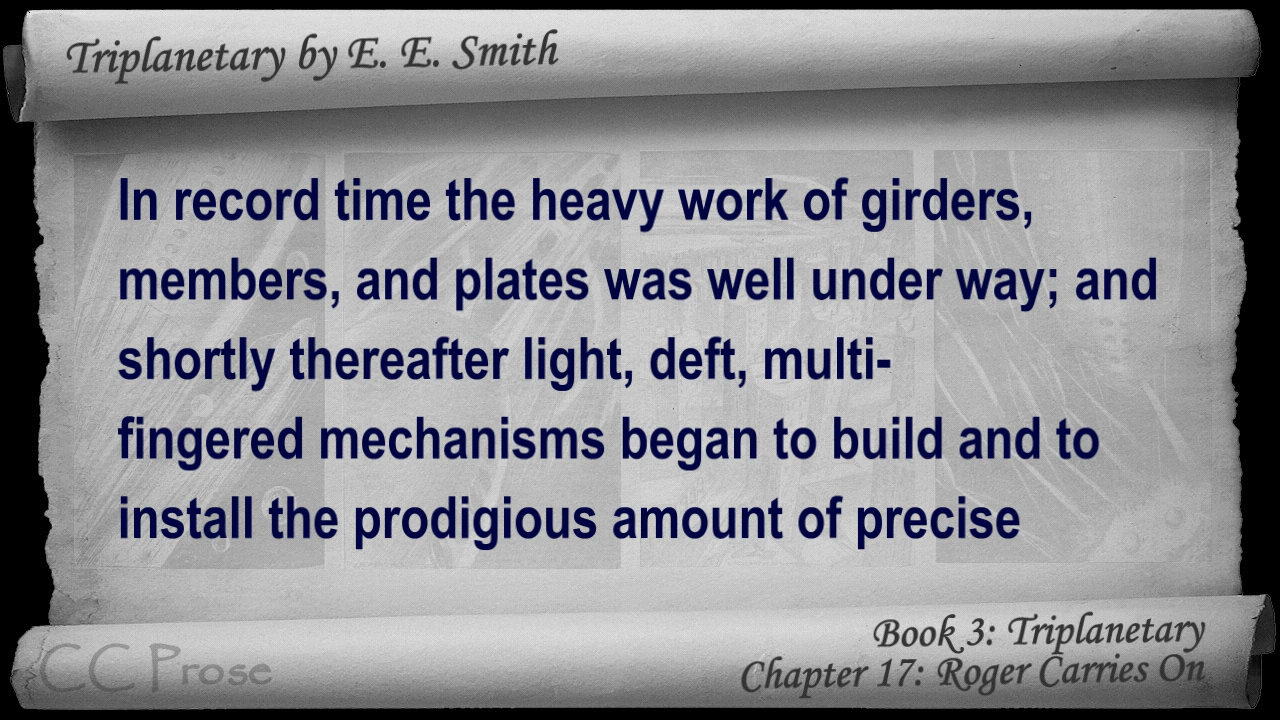 Triplanetary by E. E. Smith
In record time the heavy work of girders,
members, and plates was well under way; and
shortly thereafter light, deft, multi-
fingered mechanisms began to build and to
install the prodigious amount of precise
Book 3: Triplanetary
Chapter 17: Roger Carries On
CC Prose